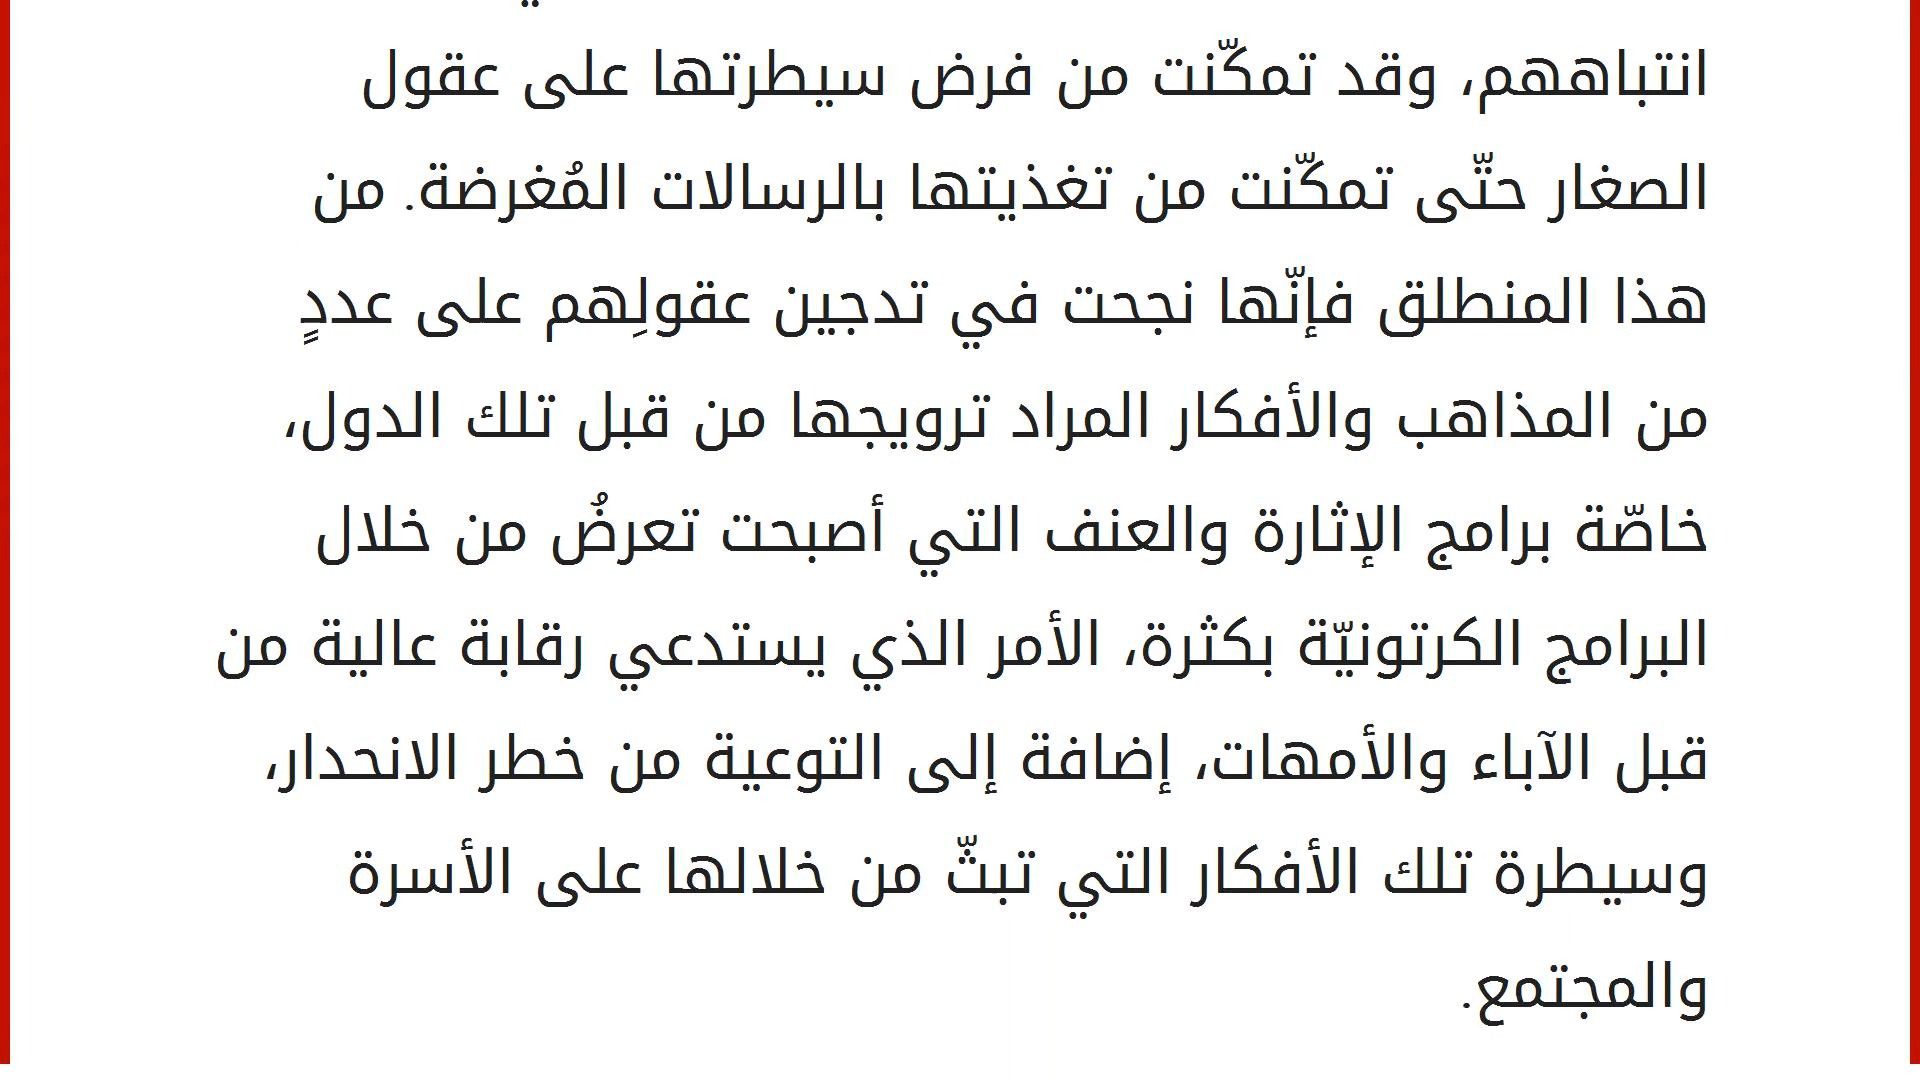 انتباههم، وقد تمكّنت من فرض سيطرتها على عقول
الصغار حتّى تمكّنت من تغذيتها بالرسالات المُغرضة. من
هذا المنطلق فإنّها نجحت في تدجين عقولِهم على عددٍ
من المذاهب والأفكار المراد ترويجها من قبل تلك الدول،
خاصّة برامج الإثارة والعنف التي أصبحت تعرضُ من خلال
البرامج الكرتونيّة بكثرة، الأمر الذي يستدعي رقابة عالية من
قبل الآباء والأمهات، إضافة إلى التوعية من خطر الانحدار،
وسيطرة تلك الأفكار التي تبثّ من خلالها على الأسرة
والمجتمع.